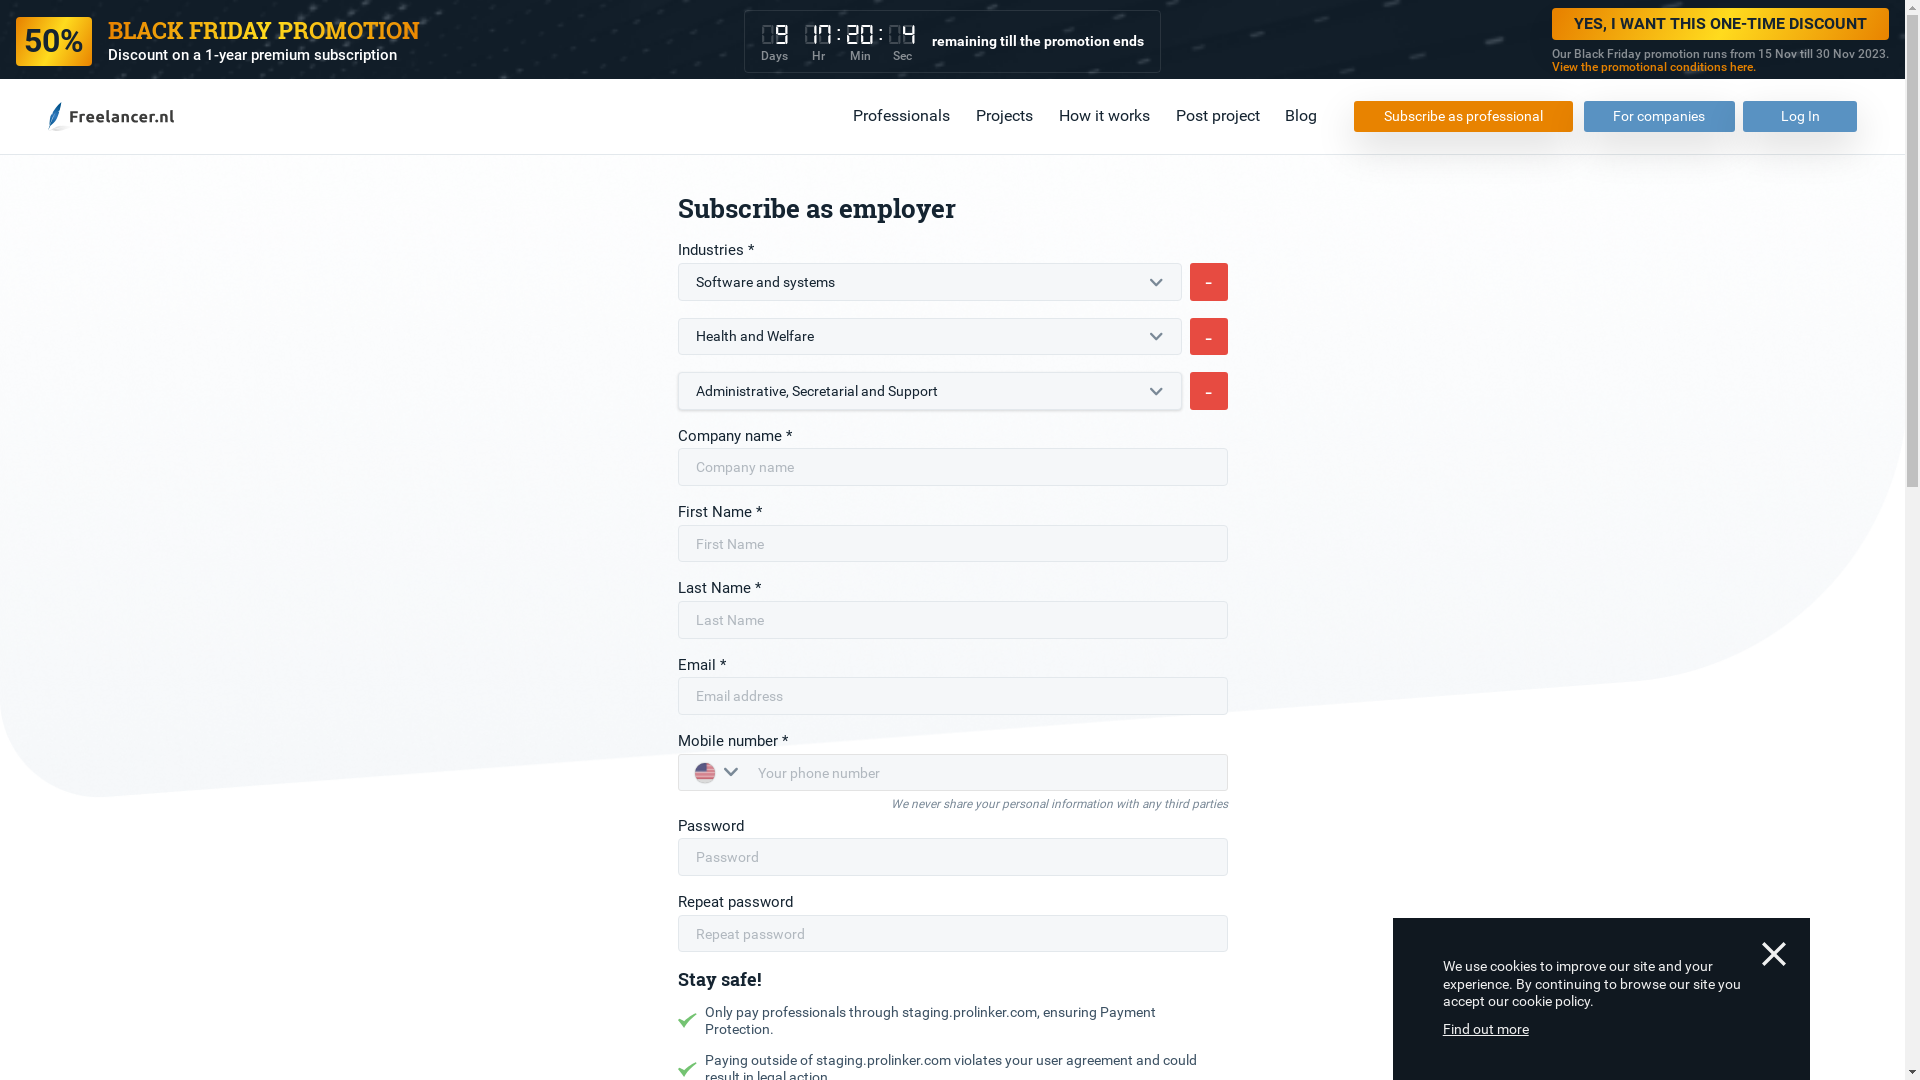 50%
BLACK FRIDAY PROMOTION
Discount on a 1-year premium subscription
9 17 : 20 : 4
Days Hr Min Sec
remaining till the promotion ends
YES, I WANT THIS ONE-TIME DISCOUNT
Our Black Friday promotion runs from 15 Nov till 30 Nov 2023.
View the promotional conditions here.
Freelancer.nl
Professionals Projects How it works Post project Blog Subscribe as professional For companies Log In
Subscribe as employer
Industries *
Software and systems -
Health and Welfare -
Administrative, Secretarial and Support -
Company name *
Company name
First Name *
First Name
Last Name *
Last Name
Email *
Email address
Mobile number *
Your phone number
We never share your personal information with any third parties
Password
Password
Repeat password
Repeat password
Stay safe!
Only pay professionals through staging.prolinker.com, ensuring Payment
Protection.
Paying outside of staging.prolinker.com violates your user agreement and could
result in legal action
We use cookies to improve our site and your
experience. By continuing to browse our site you
accept our cookie policy.
Find out more